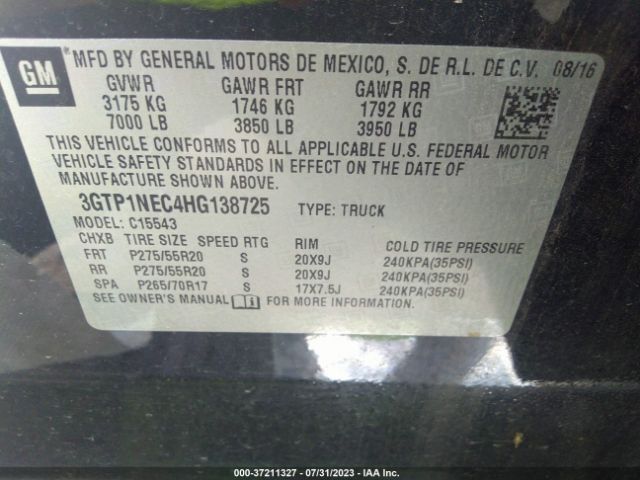 GM
MFD BY GENERAL MOTORS DE MEXICO, S. DE R.L. DE C.V. 08/16
GVWR GAWR FRT GAWR RR
3175 KG 1746 KG 1792 KG
7000 LB 3850 LB 3950 LB
THIS VEHICLE CONFORMS TO ALL APPLICABLE U.S. FEDERAL MOTOR
VEHICLE SAFETY STANDARDS IN EFFECT ON THE DATE OF
MANUFACTURE SHOWN ABOVE.
3GTP1NEC4HG138725 TYPE: TRUCK
MODEL: C15543
CHXB TIRE SIZE SPEED RTG RIM COLD TIRE PRESSURE
FRT P275/55R20 S 20X9J 240KPA(35PSI)
RR P275/55R20 S 20X9J 240KPA(35PSI)
SPA P265/70R17 S 17X7.5J 240KPA(35PSI)
SEE OWNER'S MANUAL FOR MORE INFORMATION.
000-37211327 / 07/31/2023 - IAA Inc.